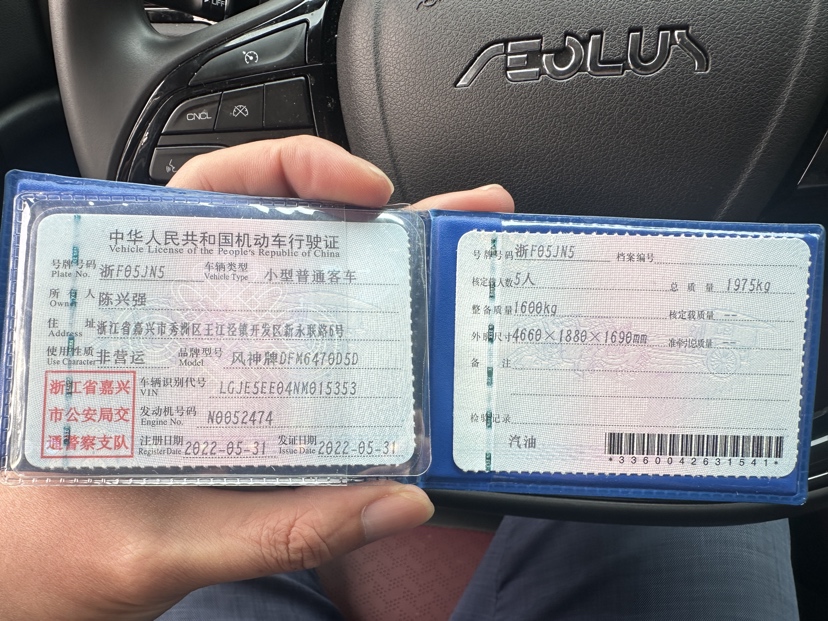 OFF
CNCL
AEOLUS
中华人民共和国机动车行驶证
Vehicle License of the People's Republic of China
号牌号码 浙F05JN5 车辆类型 小型普通客车
Plate No. Vehicle Type
所有人 陈兴强
Owner
住址 浙江省嘉兴市秀洲区王江泾镇开发区新永联路6号
Address
使用性质 非营运 品牌型号 风神牌DFM6470D5D
Use Character Model
浙江省嘉兴
市公安局交
通警察支队
车辆识别代号 LGJE5EE04NM015353
VIN
发动机号码 N0052474
Engine No.
注册日期 2022-05-31 发证日期 2022-05-31
Register Date Issue Date
号牌号码 浙F05JN5 档案编号
核定载人数 5人 总质量 1975kg
整备质量 1600kg 核定载质量 --
外廓尺寸 4660×1880×1690mm 准牵引总质量 --
备注
检验记录
汽油
*3360042631541*